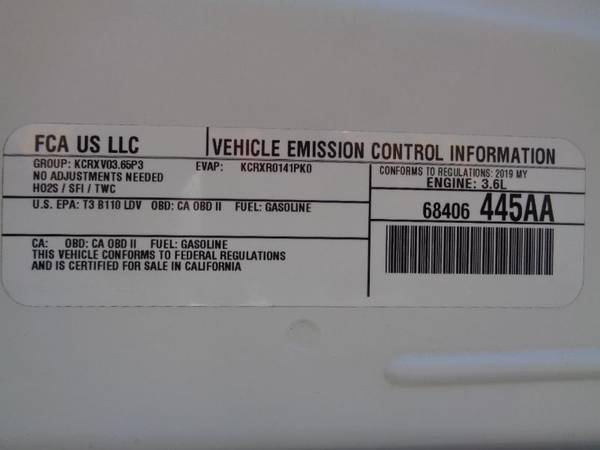 FCA US LLC
VEHICLE EMISSION CONTROL INFORMATION
GROUP: KCRXV03.65P3 EVAP: KCRXR0141PK0
NO ADJUSTMENTS NEEDED
HO2S / SFI / TWC
CONFORMS TO REGULATIONS: 2019 MY
ENGINE: 3.6L
U.S. EPA: T3 B110 LDV OBD: CA OBD II FUEL: GASOLINE
68406 445AA
CA: OBD: CA OBD II FUEL: GASOLINE
THIS VEHICLE CONFORMS TO FEDERAL REGULATIONS
AND IS CERTIFIED FOR SALE IN CALIFORNIA